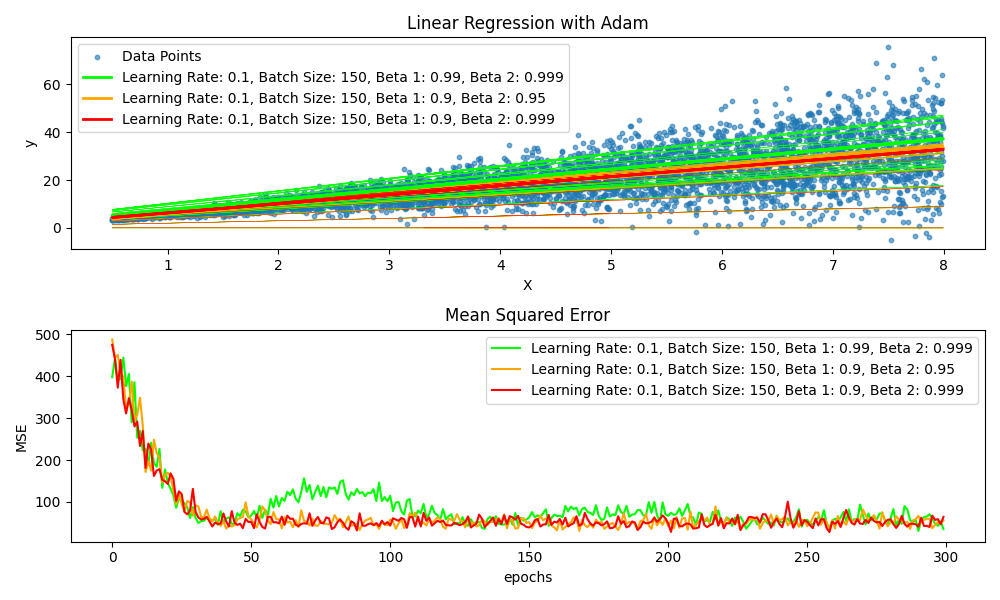 Linear Regression with Adam
Data Points
Learning Rate: 0.1, Batch Size: 150, Beta 1: 0.99, Beta 2: 0.999
Learning Rate: 0.1, Batch Size: 150, Beta 1: 0.9, Beta 2: 0.95
Learning Rate: 0.1, Batch Size: 150, Beta 1: 0.9, Beta 2: 0.999
60
40
20
0
y
1 2 3 4 5 6 7 8
X
Mean Squared Error
Learning Rate: 0.1, Batch Size: 150, Beta 1: 0.99, Beta 2: 0.999
Learning Rate: 0.1, Batch Size: 150, Beta 1: 0.9, Beta 2: 0.95
Learning Rate: 0.1, Batch Size: 150, Beta 1: 0.9, Beta 2: 0.999
500
400
300
200
100
MSE
0 50 100 150 200 250 300
epochs